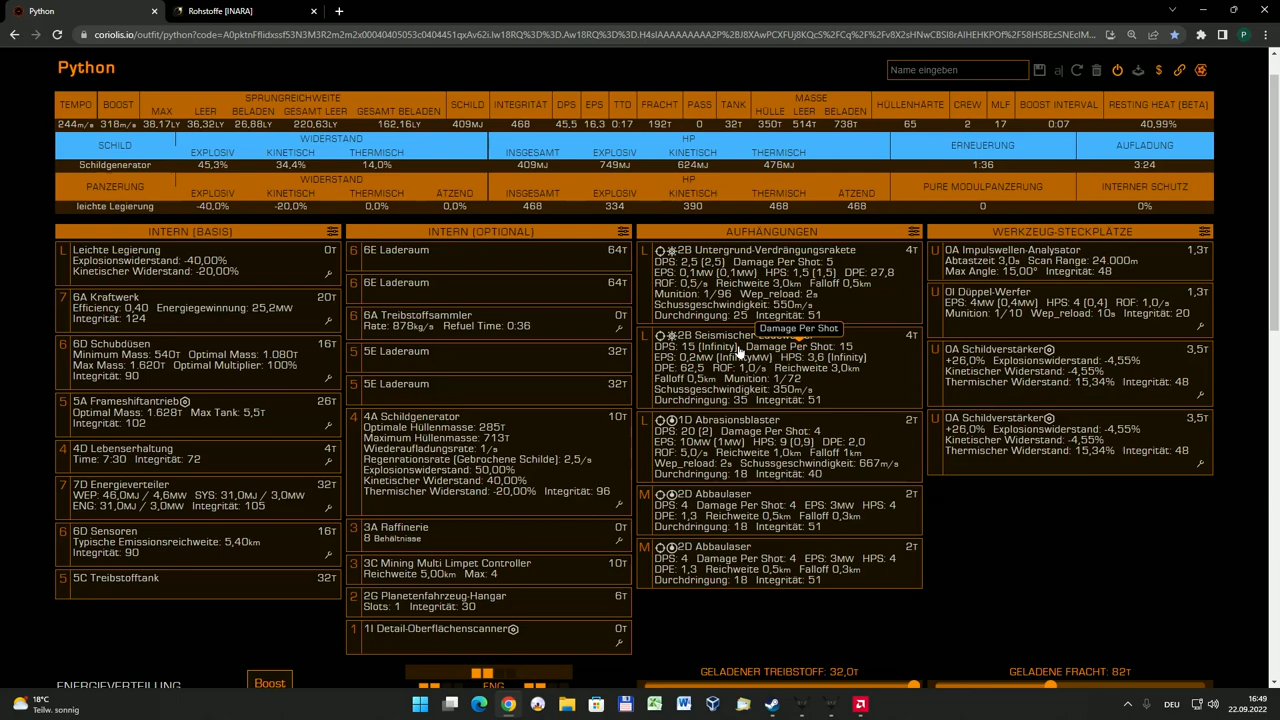 Python
Rohstoffe [INARA]
coriolis.io/outfit/python?code=
Python
Name eingeben
TEMPO BOOST SPRUNGREICHWEITE SCHILD INTEGRITÄT DPS EPS TTD FRACHT PASS TANK MASSE HÜLLENHÄRTE CREW MLF BOOST INTERVAL RESTING HEAT (BETA)
MAX LEER BELADEN GESAMT LEER GESAMT BELADEN HÜLLE LEER BELADEN
244m/s 318m/s 38,17LY 36,32LY 26,88LY 220,63LY 162,16LY 409MJ 468 45,5 16,3 0:17 192T 0 32T 350T 514T 738T 65 2 17 0:07 40,99%
SCHILD WIDERSTAND HP ERNEUERUNG AUFLADUNG
EXPLOSIV KINETISCH THERMISCH INSGESAMT EXPLOSIV KINETISCH THERMISCH
Schildgenerator 45,3% 34,4% 14,0% 409MJ 749MJ 624MJ 476MJ 1:36 3:24
PANZERUNG WIDERSTAND HP PURE MODULPANZERUNG INTERNER SCHUTZ
EXPLOSIV KINETISCH THERMISCH ÄTZEND INSGESAMT EXPLOSIV KINETISCH THERMISCH ÄTZEND
leichte Legierung -40,0% -20,0% 0,0% 0,0% 468 334 390 468 468 0 0%
INTERN (BASIS)
L Leichte Legierung 0T
Explosionswiderstand: -40,00%
Kinetischer Widerstand: -20,00%
7 6A Kraftwerk 20T
Efficiency: 0,40 Energiegewinnung: 25,2MW
Integrität: 124
6 6D Schubdüsen 16T
Minimum Mass: 540T Optimal Mass: 1.080T
Max Mass: 1.620T Optimal Multiplier: 100%
Integrität: 90
5 5A Frameshiftantrieb 26T
Optimal Mass: 1.628T Max Tank: 5,5T
Integrität: 102
4 4D Lebenserhaltung 4T
Time: 7:30 Integrität: 72
7 7D Energieverteiler 32T
WEP: 46,0MJ / 4,6MW SYS: 31,0MJ / 3,0MW
ENG: 31,0MJ / 3,0MW Integrität: 105
6 6D Sensoren 16T
Typische Emissionsreichweite: 5,40km
Integrität: 90
5 5C Treibstofftank 32T
INTERN (OPTIONAL)
6 6E Laderaum 64T
6 6E Laderaum 64T
6 6A Treibstoffsammler 0T
Rate: 878kg/s Refuel Time: 0:36
5 5E Laderaum 32T
5 5E Laderaum 32T
4 4A Schildgenerator 10T
Optimale Hüllenmasse: 285T
Maximum Hüllenmasse: 713T
Wiederaufladungsrate: 1/s
Regenrationsrate (Gebrochene Schilde): 2,5/s
Explosionswiderstand: 50,00%
Kinetischer Widerstand: 40,00%
Thermischer Widerstand: -20,00% Integrität: 96
3 3A Raffinerie 0T
8 Behältnisse
3 3C Mining Multi Limpet Controller 10T
Reichweite 5,00km Max: 4
2 2G Planetenfahrzeug-Hangar 6T
Slots: 1 Integrität: 30
1 1I Detail-Oberflächenscanner 0T
AUFHÄNGUNGEN
L 2B Untergrund-Verdrängungsrakete 4T
DPS: 2,5 (2,5) Damage Per Shot: 5
EPS: 0,1MW (0,1MW) HPS: 1,5 (1,5) DPE: 27,8
ROF: 0,5/s Reichweite 3,0km Falloff 0,5km
Munition: 1/96 Wep_reload: 2s
Schussgeschwindigkeit: 550m/s
Durchdringung: 25 Integrität: 51
Damage Per Shot
L 2B Seismischer 4T
DPS: 15 (Infinity) Damage Per Shot: 15
EPS: 0,2MW (InfinityMW) HPS: 3,6 (Infinity)
DPE: 62,5 ROF: 1,0/s Reichweite 3,0km
Falloff 0,5km Munition: 1/72
Schussgeschwindigkeit: 350m/s
Durchdringung: 35 Integrität: 51
L 1D Abrasionsblaster 2T
DPS: 20 (2) Damage Per Shot: 4
EPS: 10MW (1MW) HPS: 9 (0,9) DPE: 2,0
ROF: 5,0/s Reichweite 1,0km Falloff 1km
Wep_reload: 2s Schussgeschwindigkeit: 667m/s
Durchdringung: 18 Integrität: 40
M 2D Abbaulaser 2T
DPS: 4 Damage Per Shot: 4 EPS: 3MW HPS: 4
DPE: 1,3 Reichweite 0,5km Falloff 0,3km
Durchdringung: 18 Integrität: 51
M 2D Abbaulaser 2T
DPS: 4 Damage Per Shot: 4 EPS: 3MW HPS: 4
DPE: 1,3 Reichweite 0,5km Falloff 0,3km
Durchdringung: 18 Integrität: 51
WERKZEUG-STECKPLÄTZE
U 0A Impulswellen-Analysator 1,3T
Abtastzeit 3,0s Scan Range: 24.000m
Max Angle: 15,00° Integrität: 48
U 0I Düppel-Werfer 1,3T
EPS: 4MW (0,4MW) HPS: 4 (0,4) ROF: 1,0/s
Munition: 1/10 Wep_reload: 10s Integrität: 20
U 0A Schildverstärker 3,5T
+26,0% Explosionswiderstand: -4,55%
Kinetischer Widerstand: -4,55%
Thermischer Widerstand: 15,34% Integrität: 48
U 0A Schildverstärker 3,5T
+26,0% Explosionswiderstand: -4,55%
Kinetischer Widerstand: -4,55%
Thermischer Widerstand: 15,34% Integrität: 48
ENERGIEVERTEILUNG
Boost
ENG
GELADENER TREIBSTOFF: 32,0T
GELADENE FRACHT: 82T
18°C
Teilw. sonnig
DEU
16:49
22.09.2022